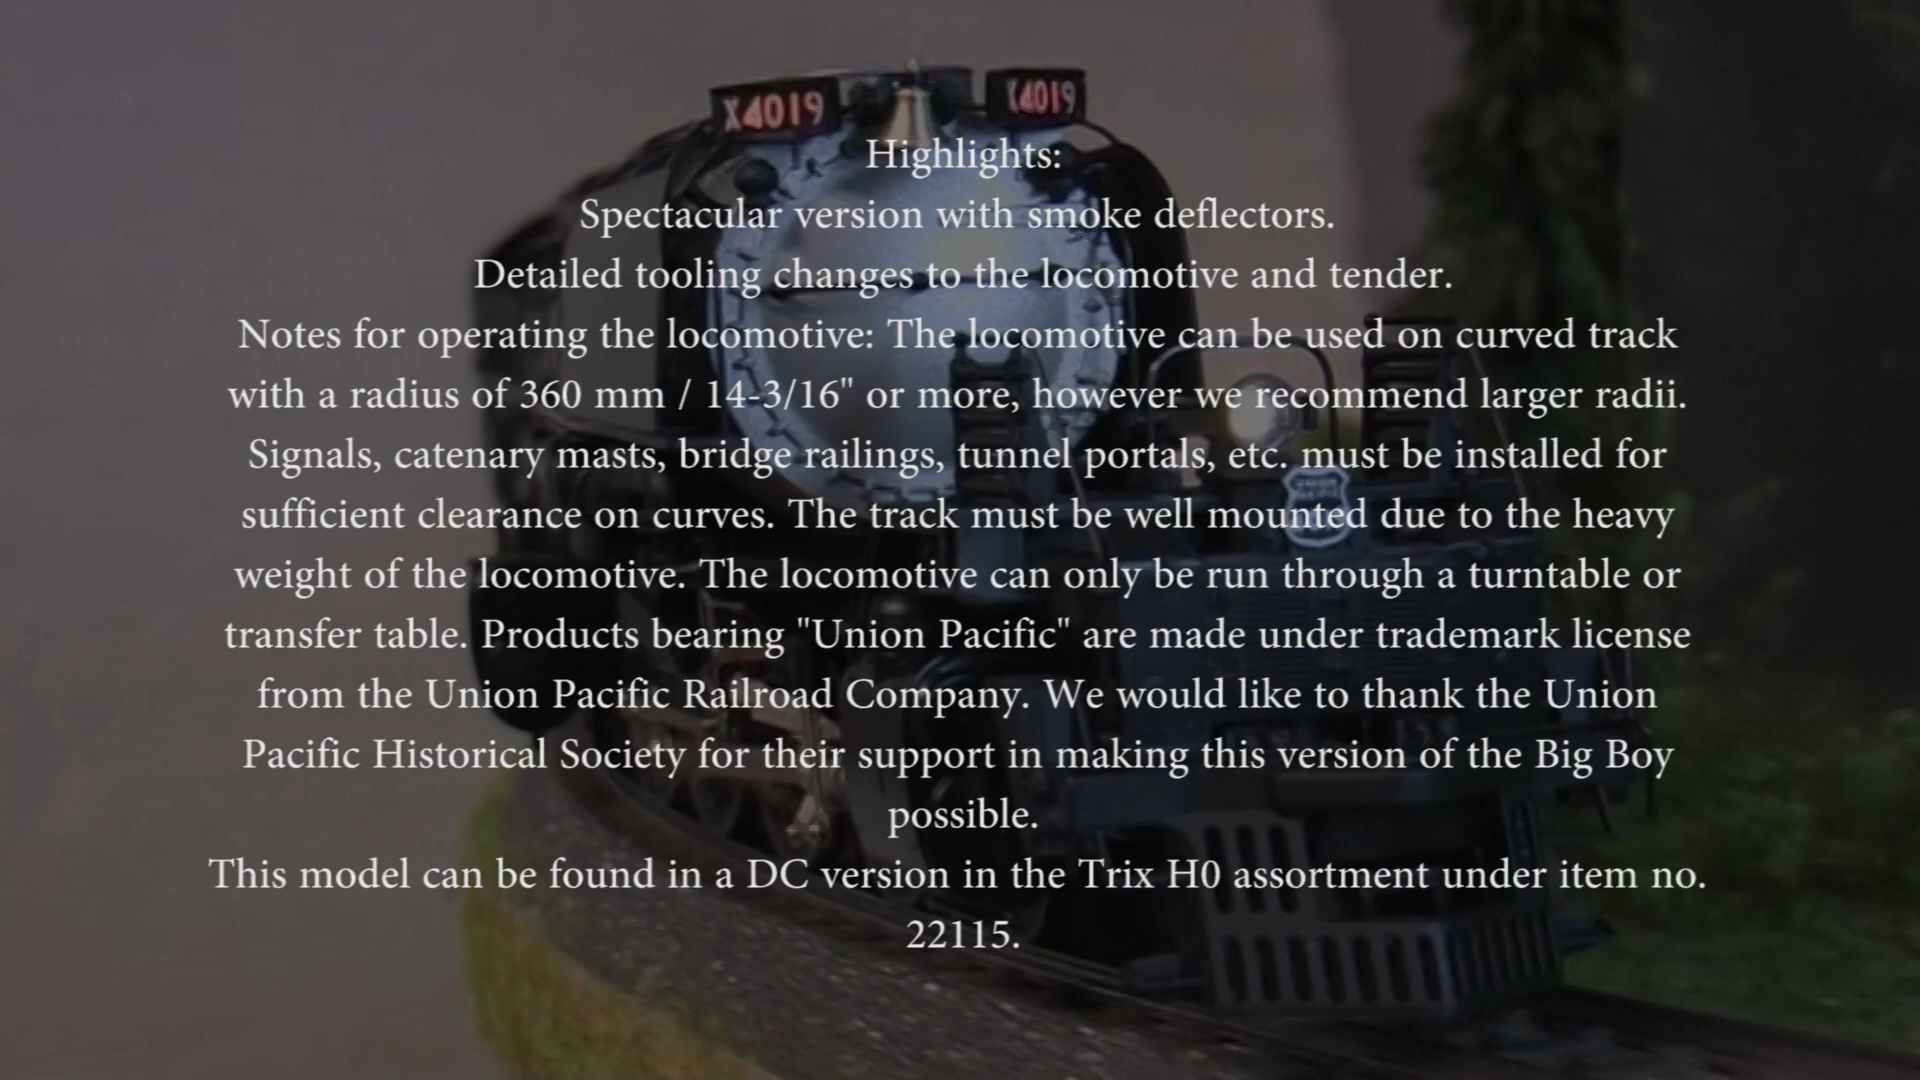 X4019
X4019
Highlights:
Spectacular version with smoke deflectors.
Detailed tooling changes to the locomotive and tender.
Notes for operating the locomotive: The locomotive can be used on curved track
with a radius of 360 mm / 14-3/16" or more, however we recommend larger radii.
Signals, catenary masts, bridge railings, tunnel portals, etc. must be installed for
sufficient clearance on curves. The track must be well mounted due to the heavy
weight of the locomotive. The locomotive can only be run through a turntable or
transfer table. Products bearing "Union Pacific" are made under trademark license
from the Union Pacific Railroad Company. We would like to thank the Union
Pacific Historical Society for their support in making this version of the Big Boy
possible.
This model can be found in a DC version in the Trix H0 assortment under item no.
22115.